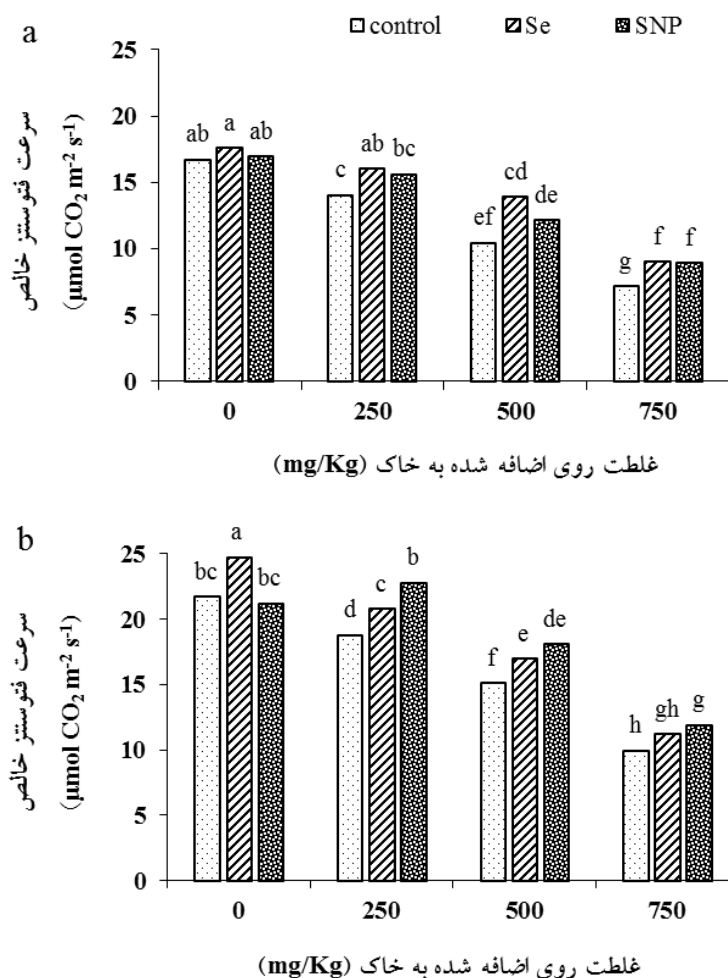 a
control Se SNP
25
20
15
10
5
0
سرعت فتوسنتز خالص
(µmol CO2 m-2 s-1)
ab a ab
c ab bc
ef cd de
g f f
0 250 500 750
غلظت روی اضافه شده به خاک (mg/Kg)
b
25
20
15
10
5
0
سرعت فتوسنتز خالص
(µmol CO2 m-2 s-1)
bc a bc
d c b
f e de
h gh g
0 250 500 750
غلظت روی اضافه شده به خاک (mg/Kg)